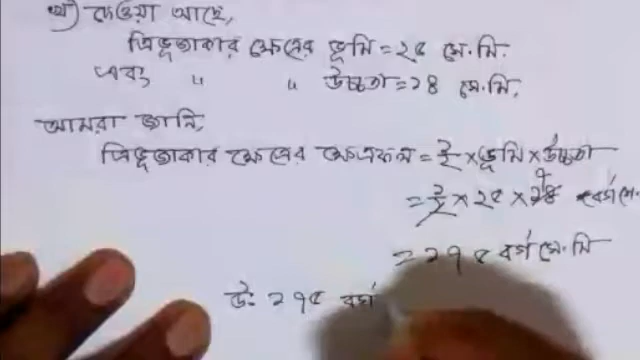 খ) দেওয়া আছে,
ত্রিভুজাকার ক্ষেত্রের ভূমি = ২৫ সে.মি.
এবং " " উচ্চতা = ১৪ সে.মি.
আমরা জানি,
ত্রিভুজাকার ক্ষেত্রের ক্ষেত্রফল = ১/২ × ভূমি × উচ্চতা
৭
= ১/২ × ২৫ × ১৪ বর্গ সে.
= ১৭৫ বর্গ সে.মি
উ: ১৭৫ বর্গ